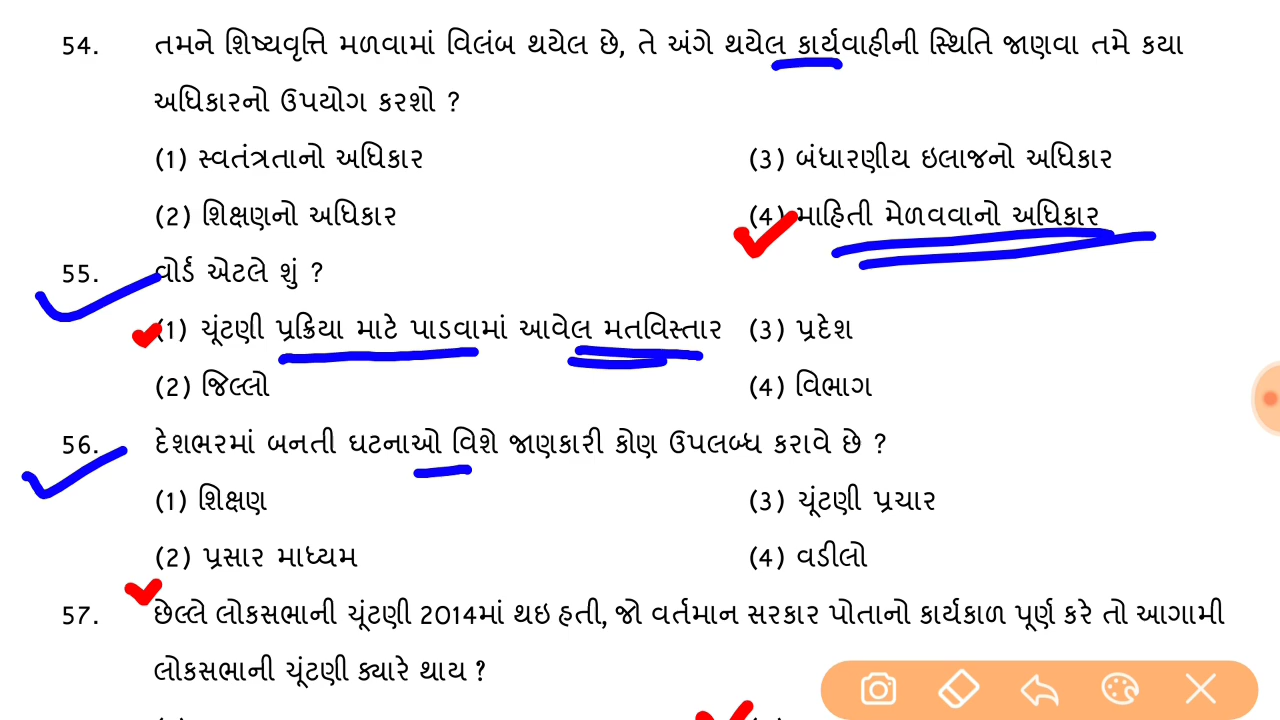 54. તમને શિષ્યવૃત્તિ મળવામાં વિલંબ થયેલ છે, તે અંગે થયેલ કાર્યવાહીની સ્થિતિ જાણવા તમે કયા
અધિકારનો ઉપયોગ કરશો ?
(1) સ્વતંત્રતાનો અધિકાર (3) બંધારણીય ઇલાજનો અધિકાર
(2) શિક્ષણનો અધિકાર (4) માહિતી મેળવવાનો અધિકાર
55. વોર્ડ એટલે શું ?
(1) ચૂંટણી પ્રક્રિયા માટે પાડવામાં આવેલ મતવિસ્તાર (3) પ્રદેશ
(2) જિલ્લો (4) વિભાગ
56. દેશભરમાં બનતી ઘટનાઓ વિશે જાણકારી કોણ ઉપલબ્ધ કરાવે છે ?
(1) શિક્ષણ (3) ચૂંટણી પ્રચાર
(2) પ્રસાર માધ્યમ (4) વડીલો
57. છેલ્લે લોકસભાની ચૂંટણી 2014માં થઇ હતી, જો વર્તમાન સરકાર પોતાનો કાર્યકાળ પૂર્ણ કરે તો આગામી
લોકસભાની ચૂંટણી ક્યારે થાય ?